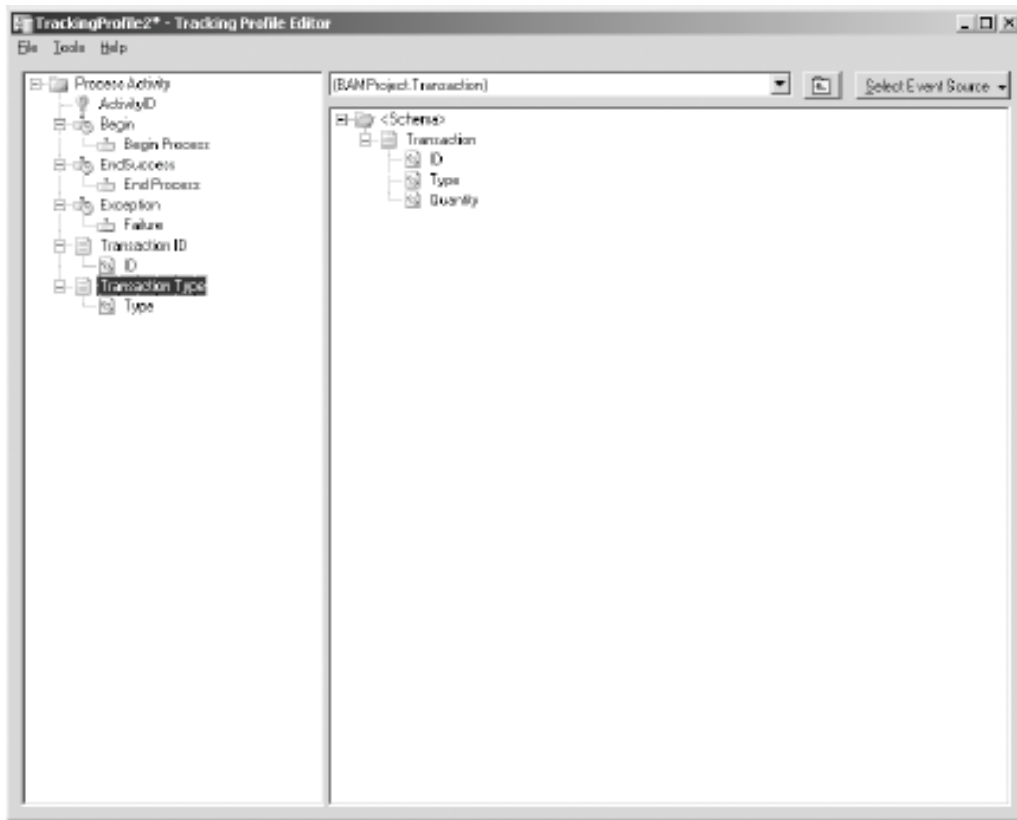 TrackingProfile2* - Tracking Profile Editor
File Tools Help
Process Activity
ActivityID
Begin
Begin Process
EndSuccess
End Process
Exception
Failure
Transaction ID
ID
Transaction Type
Type
(BAMProject.Transaction)
Select Event Source
<Schema>
Transaction
ID
Type
Quantity